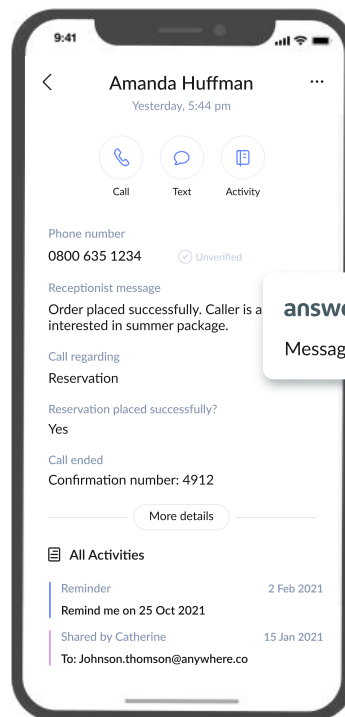 9:41
Amanda Huffman
Yesterday, 5:44 pm
Call Text Activity
Phone number
0800 635 1234 Unverified
Receptionist message
Order placed successfully. Caller is a
interested in summer package.
Call regarding
Reservation
Reservation placed successfully?
Yes
Call ended
Confirmation number: 4912
More details
All Activities
Reminder 2 Feb 2021
Remind me on 25 Oct 2021
Shared by Catherine 15 Jan 2021
To: Johnson.thomson@anywhere.co